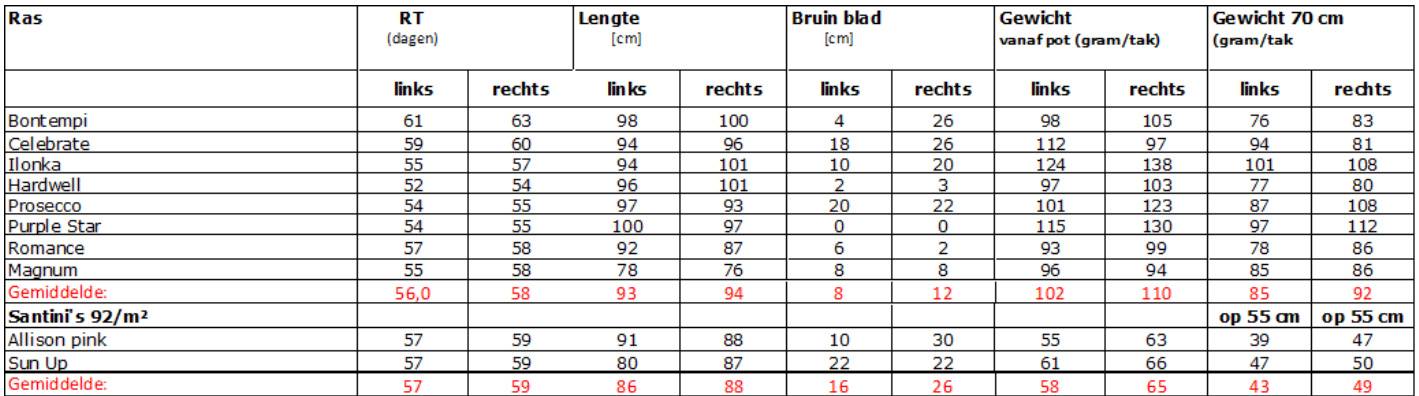 Ras RT Lengte Bruin blad Gewicht Gewicht 70 cm
(dagen) [cm] [cm] vanaf pot (gram/tak) (gram/tak
links rechts links rechts links rechts links rechts links rechts
Bontempi 61 63 98 100 4 26 98 105 76 83
Celebrate 59 60 94 96 18 26 112 97 94 81
Ilonka 55 57 94 101 10 20 124 138 101 108
Hardwell 52 54 96 101 2 3 97 103 77 80
Prosecco 54 55 97 93 20 22 101 123 87 108
Purple Star 54 55 100 97 0 0 115 130 97 112
Romance 57 58 92 87 6 2 93 99 78 86
Magnum 55 58 78 76 8 8 96 94 85 86
Gemiddelde: 56,0 58 93 94 8 12 102 110 85 92
Santini's 92/m² op 55 cm op 55 cm
Allison pink 57 59 91 88 10 30 55 63 39 47
Sun Up 57 59 80 87 22 22 61 66 47 50
Gemiddelde: 57 59 86 88 16 26 58 65 43 49